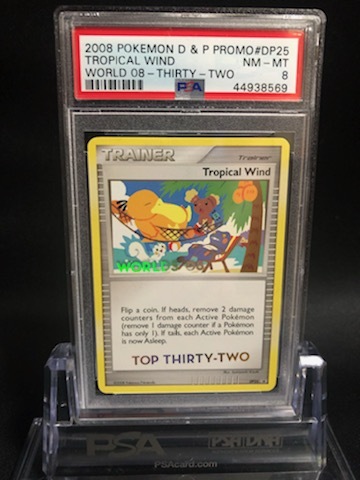 2008 POKEMON D & P PROMO#DP25
TROPICAL WIND NM-MT
WORLD 08-THIRTY-TWO 8
PSA 44938569
TRAINER Trainer
Tropical Wind
WORLDS 08
Flip a coin. If heads, remove 2 damage
counters from each Active Pokémon
(remove 1 damage counter if a Pokémon
has only 1). If tails, each Active Pokémon
is now Asleep.
TOP THIRTY-TWO
PSA PSA/DNA
PSAcard.com